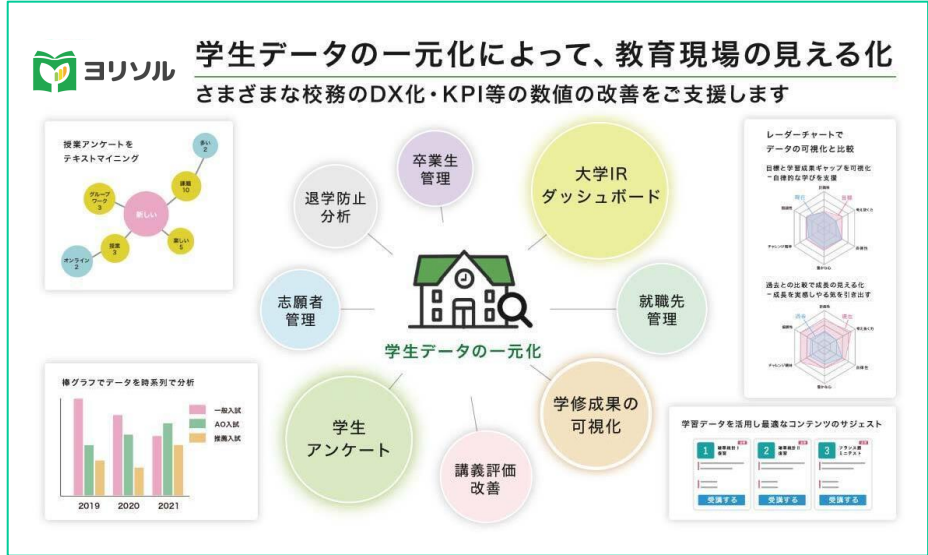 ヨリソル
学生データの一元化によって、教育現場の見える化
さまざまな校務のDX化・KPI等の数値の改善をご支援します
授業アンケートを
テキストマイニング
多い
2
課題
10
グループ
ワーク
3
新しい
楽しい
5
授業
3
オンライン
2
卒業生
管理
退学防止
分析
大学IR
ダッシュボード
志願者
管理
就職先
管理
学生データの一元化
学生
アンケート
講義評価
改善
学修成果の
可視化
レーダーチャートで
データの可視化と比較
目標と学習成果ギャップを可視化
－自律的な学びを支援
過去との比較で成長の見える化
－成長を実感しやる気を引き出す
棒グラフでデータを時系列で分析
一般入試
AO入試
推薦入試
2019
2020
2021
学習データを活用し最適なコンテンツのサジェスト
1
2
3
フランス語
ミニテスト
受講する
受講する
受講する